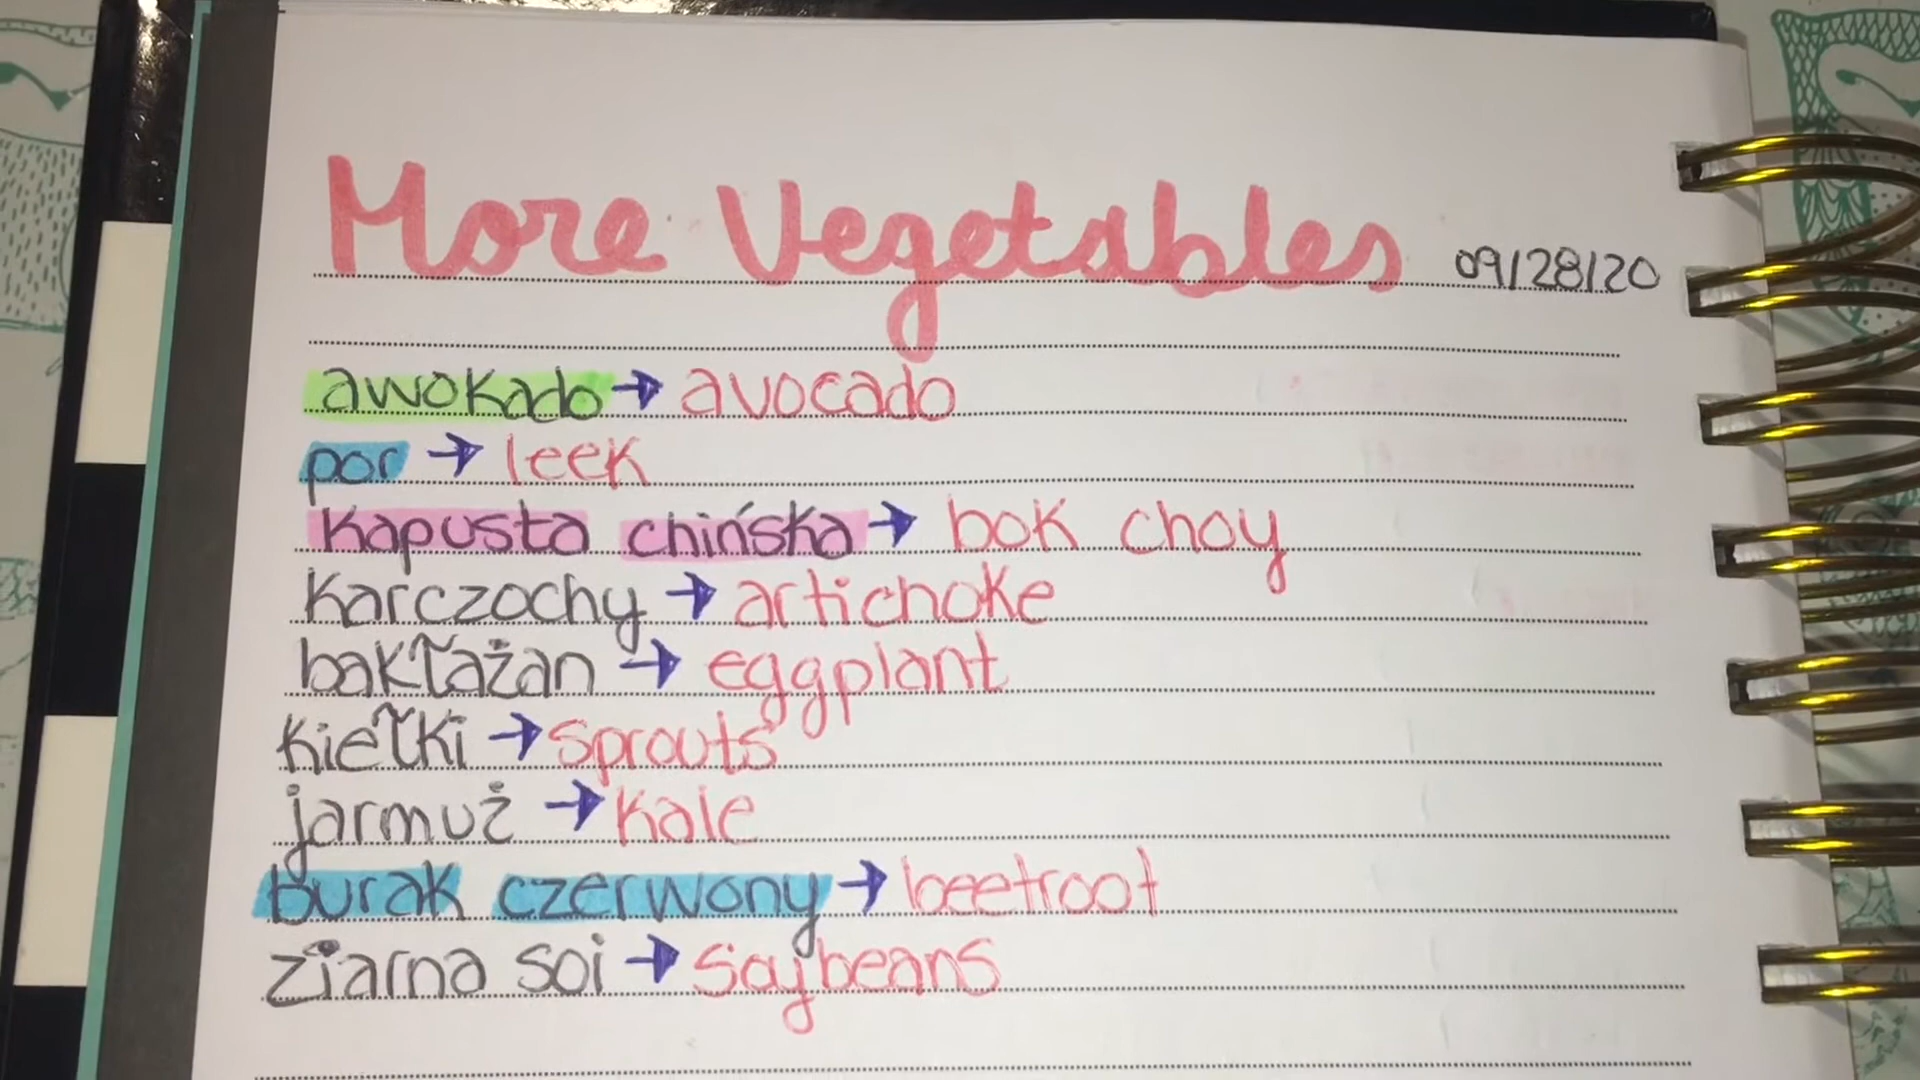 More Vegetables 09/28/20
awokado → avocado
por → leek
kapusta chińska → bok choy
karczochy → artichoke
bakłażan → eggplant
kiełki → sprouts
jarmuż → kale
burak czerwony → beetroot
ziarna soi → soybeans